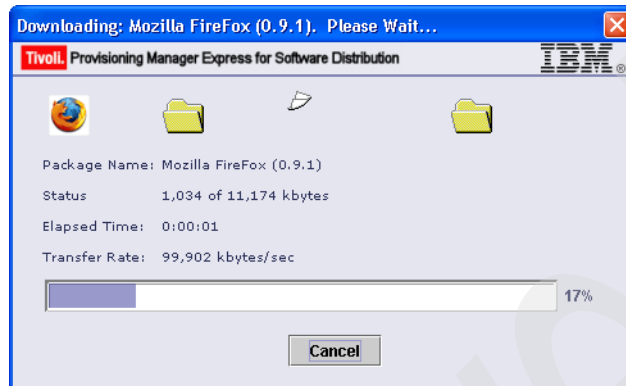 Downloading: Mozilla FireFox (0.9.1). Please Wait...
Tivoli. Provisioning Manager Express for Software Distribution IBM®
Package Name: Mozilla FireFox (0.9.1)
Status 1,034 of 11,174 kbytes
Elapsed Time: 0:00:01
Transfer Rate: 99,902 kbytes/sec
17%
Cancel